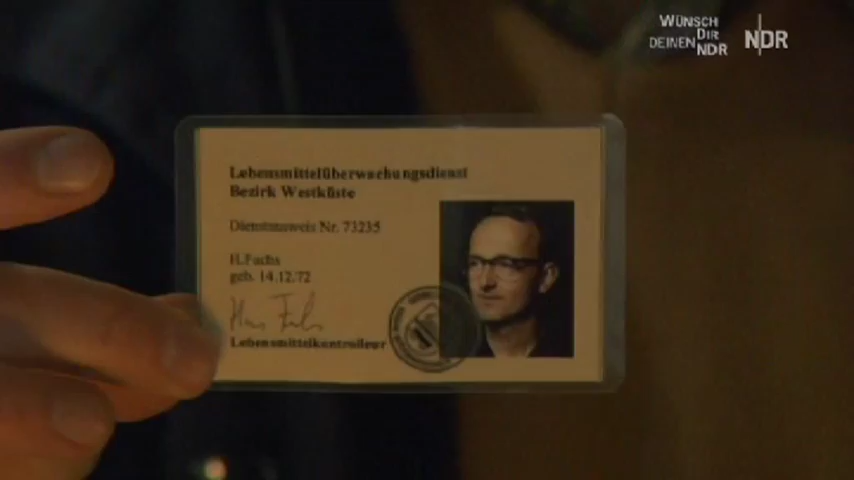 WÜNSCH
DIR
DEINEN NDR
NDR
Lebensmittelüberwachungsdienst
Bezirk Westküste
Dienstausweis Nr. 73235
H.Fuchs
geb. 14.12.72
Lebensmittelkontrolleur